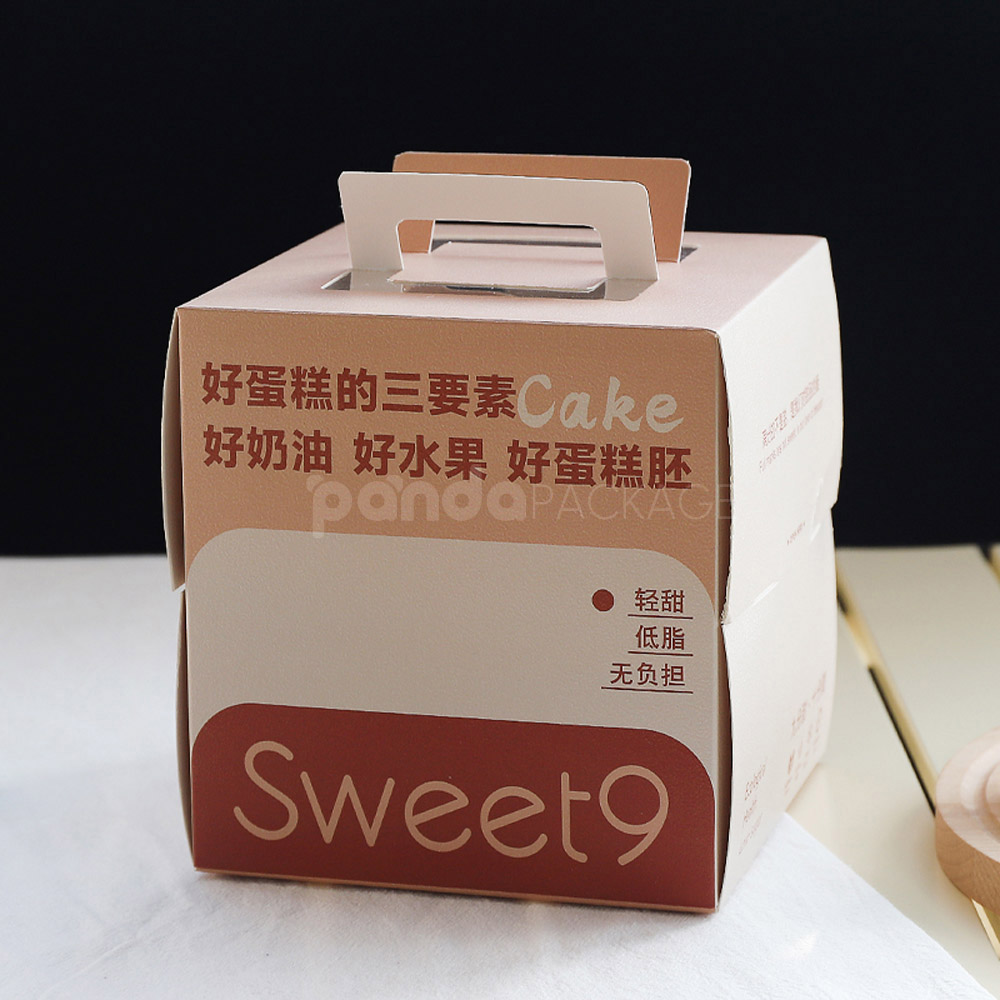 好蛋糕的三要素Cake
好奶油 好水果 好蛋糕胚
pandaPACKAGE
轻甜
低脂
无负担
Sweet9